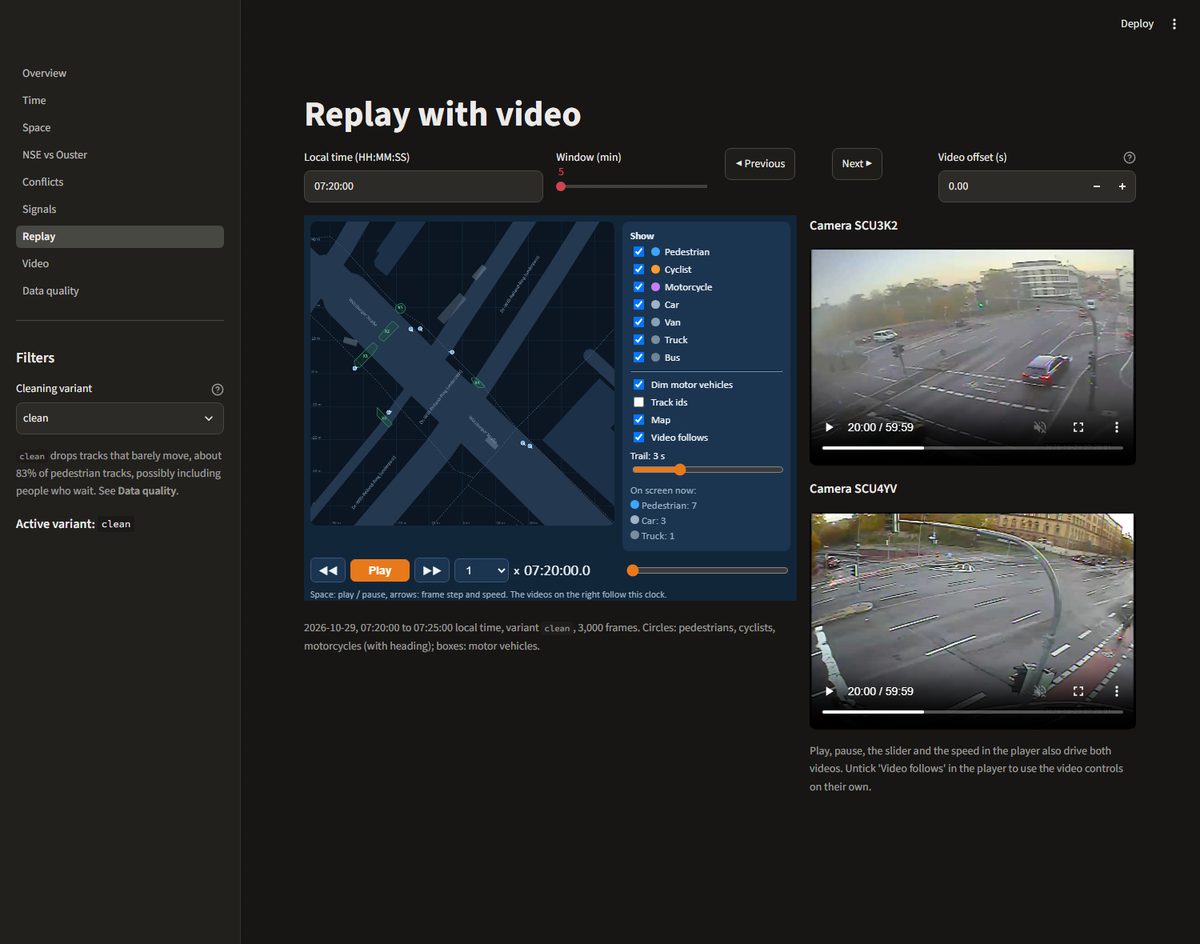 Deploy
Overview
Time
Space
NSE vs Ouster
Conflicts
Signals
Replay
Video
Data quality
Filters
Cleaning variant
clean
clean drops tracks that barely move, about
83% of pedestrian tracks, possibly including
people who wait. See Data quality.
Active variant: clean
Replay with video
Local time (HH:MM:SS)
07:20:00
Window (min)
5
Previous
Next
Video offset (s)
0.00
Show
Pedestrian
Cyclist
Motorcycle
Car
Van
Truck
Bus
Dim motor vehicles
Track ids
Map
Video follows
Trail: 3 s
On screen now:
Pedestrian: 7
Car: 3
Truck: 1
Play
1
x 07:20:00.0
Space: play / pause, arrows: frame step and speed. The videos on the right follow this clock.
2026-10-29, 07:20:00 to 07:25:00 local time, variant clean, 3,000 frames. Circles: pedestrians, cyclists,
motorcycles (with heading); boxes: motor vehicles.
Camera SCU3K2
20:00 / 59:59
Camera SCU4YV
20:00 / 59:59
Play, pause, the slider and the speed in the player also drive both
videos. Untick 'Video follows' in the player to use the video controls
on their own.